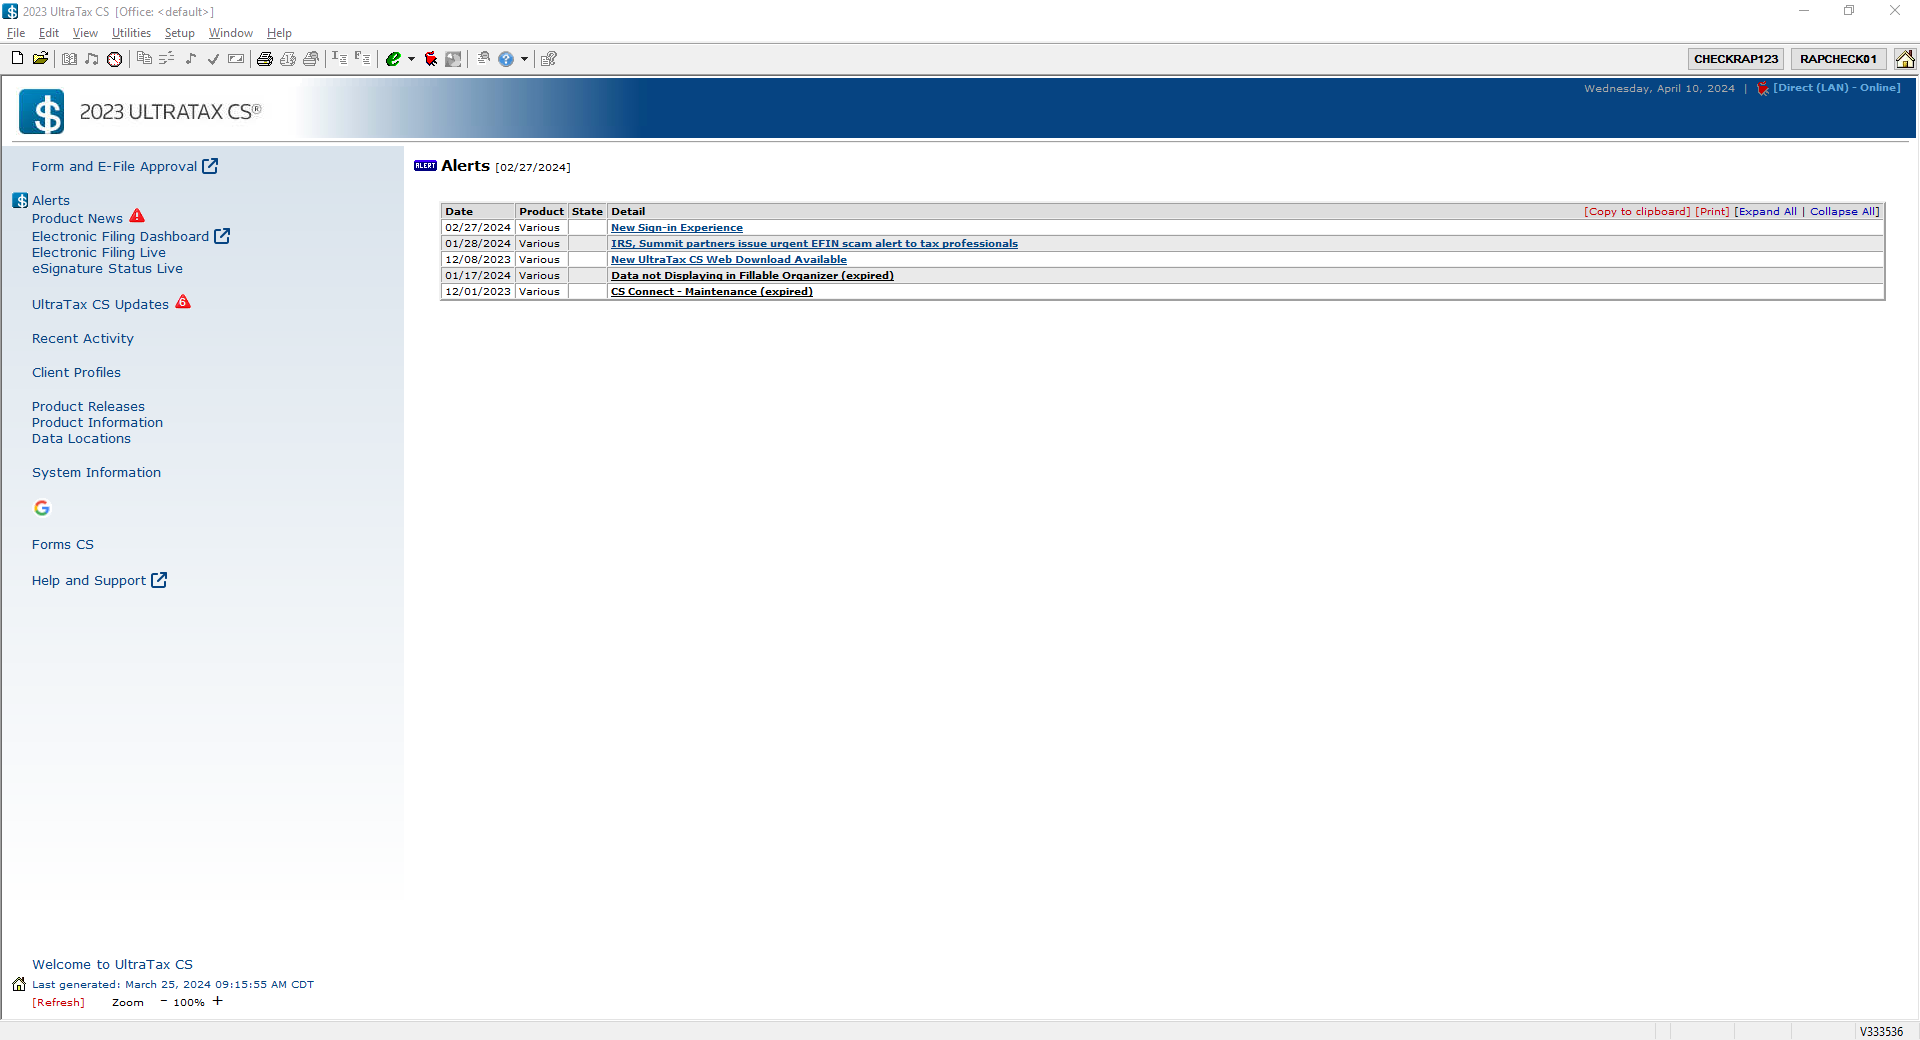 2023 UltraTax CS [Office: <default>]
File Edit View Utilities Setup Window Help
CHECKRAP123 RAPCHECK01
2023 ULTRATAX CS®
Wednesday, April 10, 2024 | [Direct (LAN) - Online]
Form and E-File Approval
Alerts
Product News
Electronic Filing Dashboard
Electronic Filing Live
eSignature Status Live
UltraTax CS Updates 6
Recent Activity
Client Profiles
Product Releases
Product Information
Data Locations
System Information
Forms CS
Help and Support
ALERT Alerts [02/27/2024]
Date Product State Detail [Copy to clipboard] [Print] [Expand All | Collapse All]
02/27/2024 Various New Sign-in Experience
01/28/2024 Various IRS, Summit partners issue urgent EFIN scam alert to tax professionals
12/08/2023 Various New UltraTax CS Web Download Available
01/17/2024 Various Data not Displaying in Fillable Organizer (expired)
12/01/2023 Various CS Connect - Maintenance (expired)
Welcome to UltraTax CS
Last generated: March 25, 2024 09:15:55 AM CDT
[Refresh] Zoom − 100% +
V333536